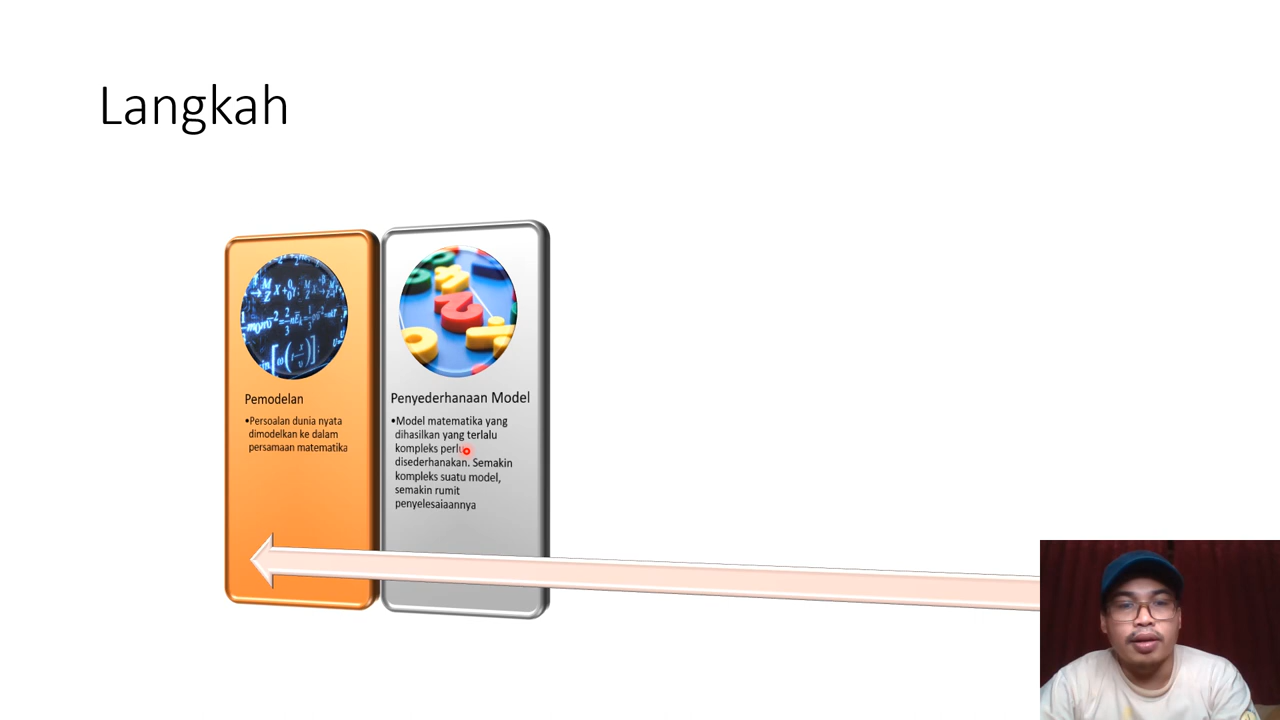 Langkah
Pemodelan
•Persoalan dunia nyata
dimodelkan ke dalam
persamaan matematika
Penyederhanaan Model
•Model matematika yang
dihasilkan yang terlalu
kompleks perlu
disederhanakan. Semakin
kompleks suatu model,
semakin rumit
penyelesaiaannya